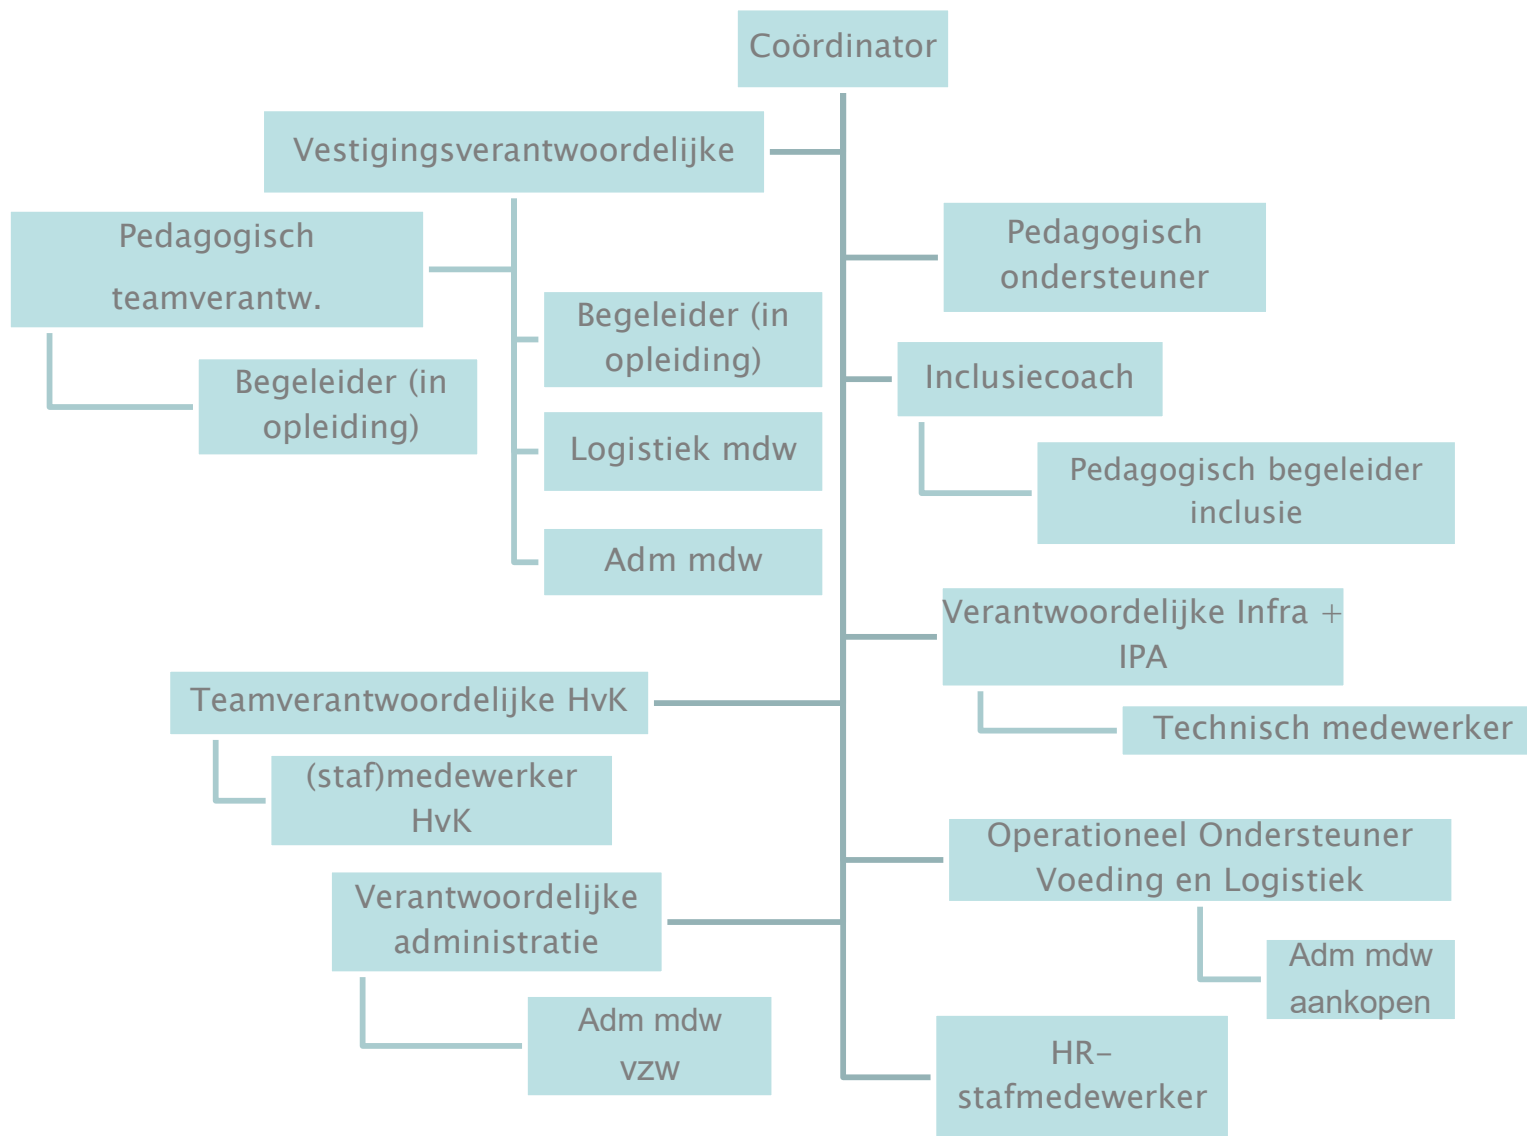 Coördinator
Vestigingsverantwoordelijke
Pedagogisch
teamverantw.
Begeleider (in
opleiding)
Begeleider (in
opleiding)
Logistiek mdw
Adm mdw
Pedagogisch
ondersteuner
Inclusiecoach
Pedagogisch begeleider
inclusie
Verantwoordelijke Infra +
IPA
Technisch medewerker
Teamverantwoordelijke HvK
(staf)medewerker
HvK
Operationeel Ondersteuner
Voeding en Logistiek
Adm mdw
aankopen
Verantwoordelijke
administratie
Adm mdw
vzw
HR-
stafmedewerker